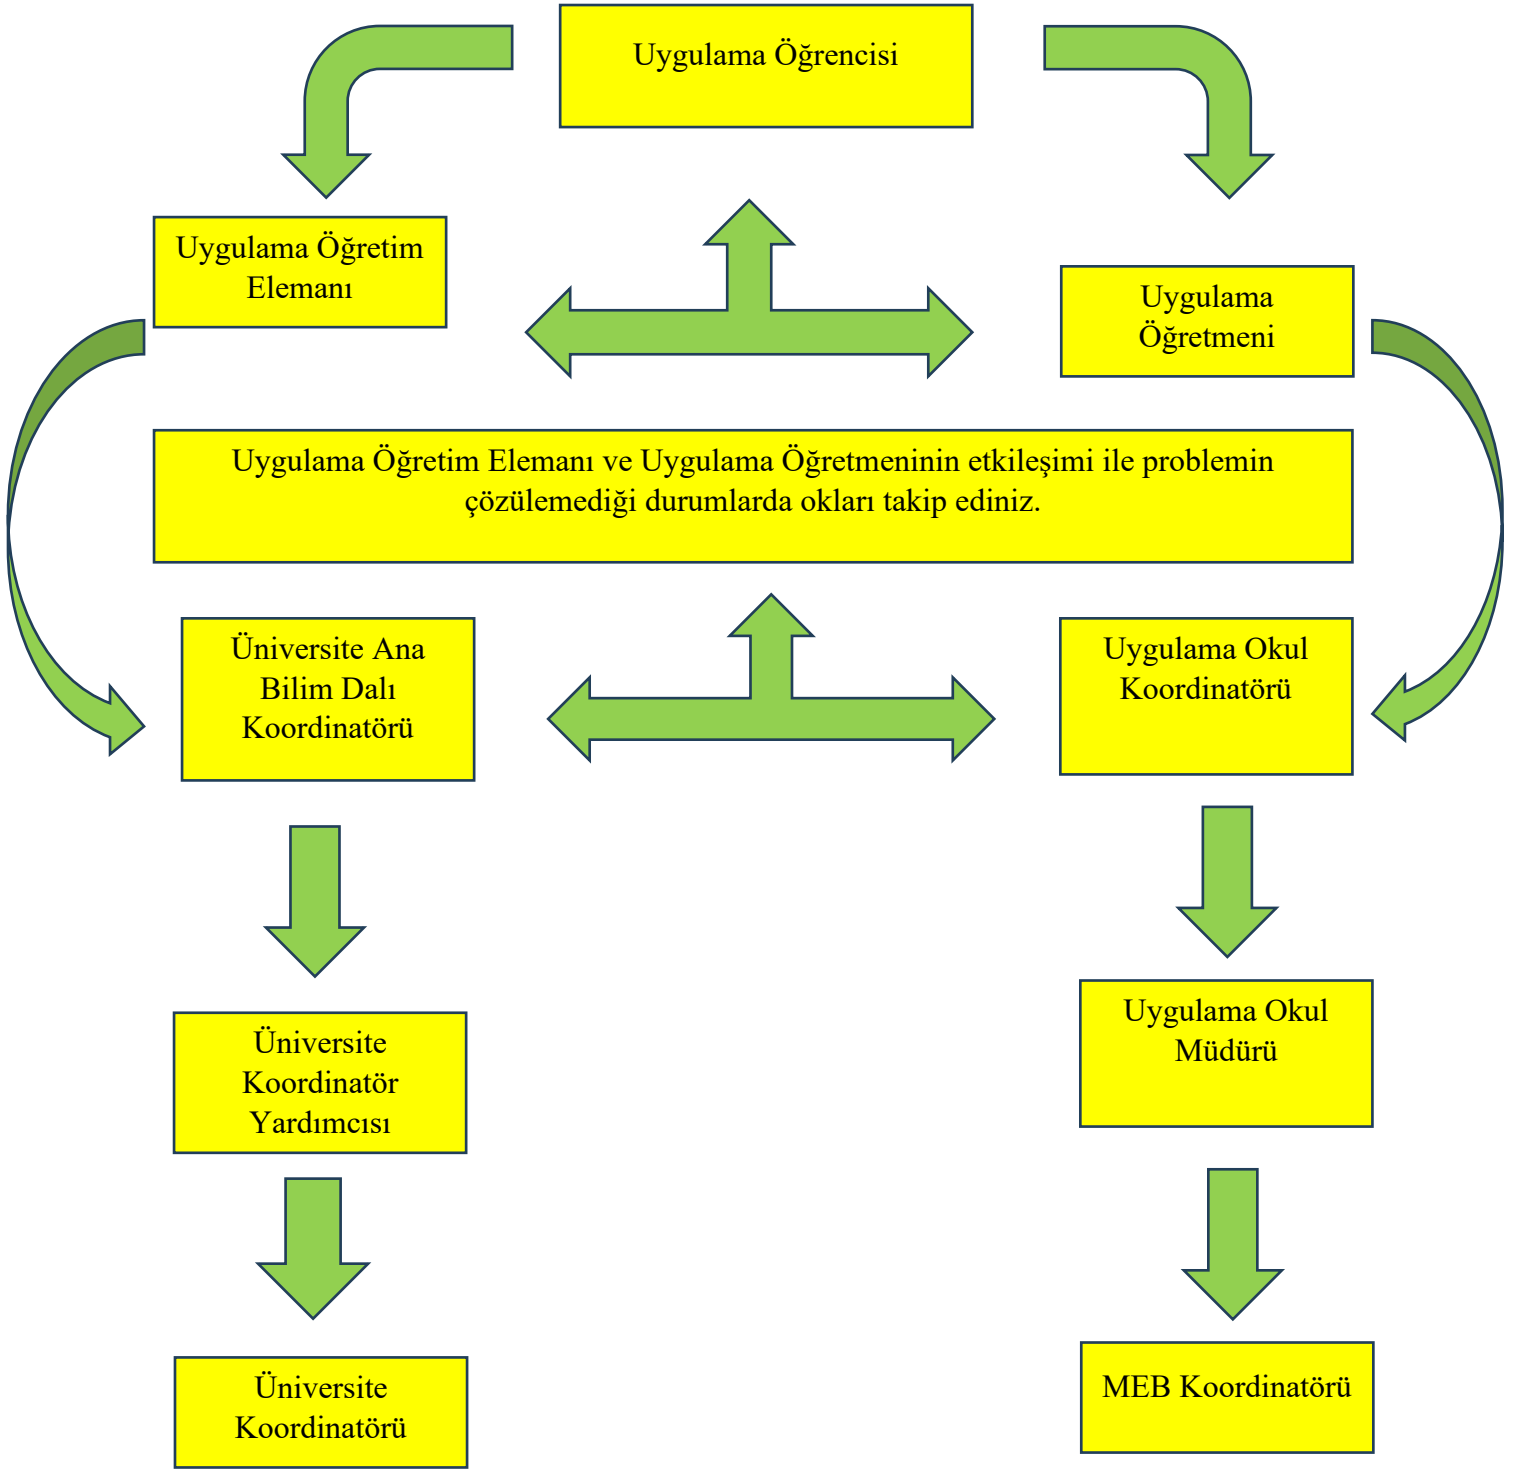 Uygulama Öğrencisi
Uygulama Öğretim
Elemanı
Uygulama
Öğretmeni
Uygulama Öğretim Elemanı ve Uygulama Öğretmeninin etkileşimi ile problemin
çözülemediği durumlarda okları takip ediniz.
Üniversite Ana
Bilim Dalı
Koordinatörü
Uygulama Okul
Koordinatörü
Üniversite
Koordinatör
Yardımcısı
Uygulama Okul
Müdürü
Üniversite
Koordinatörü
MEB Koordinatörü